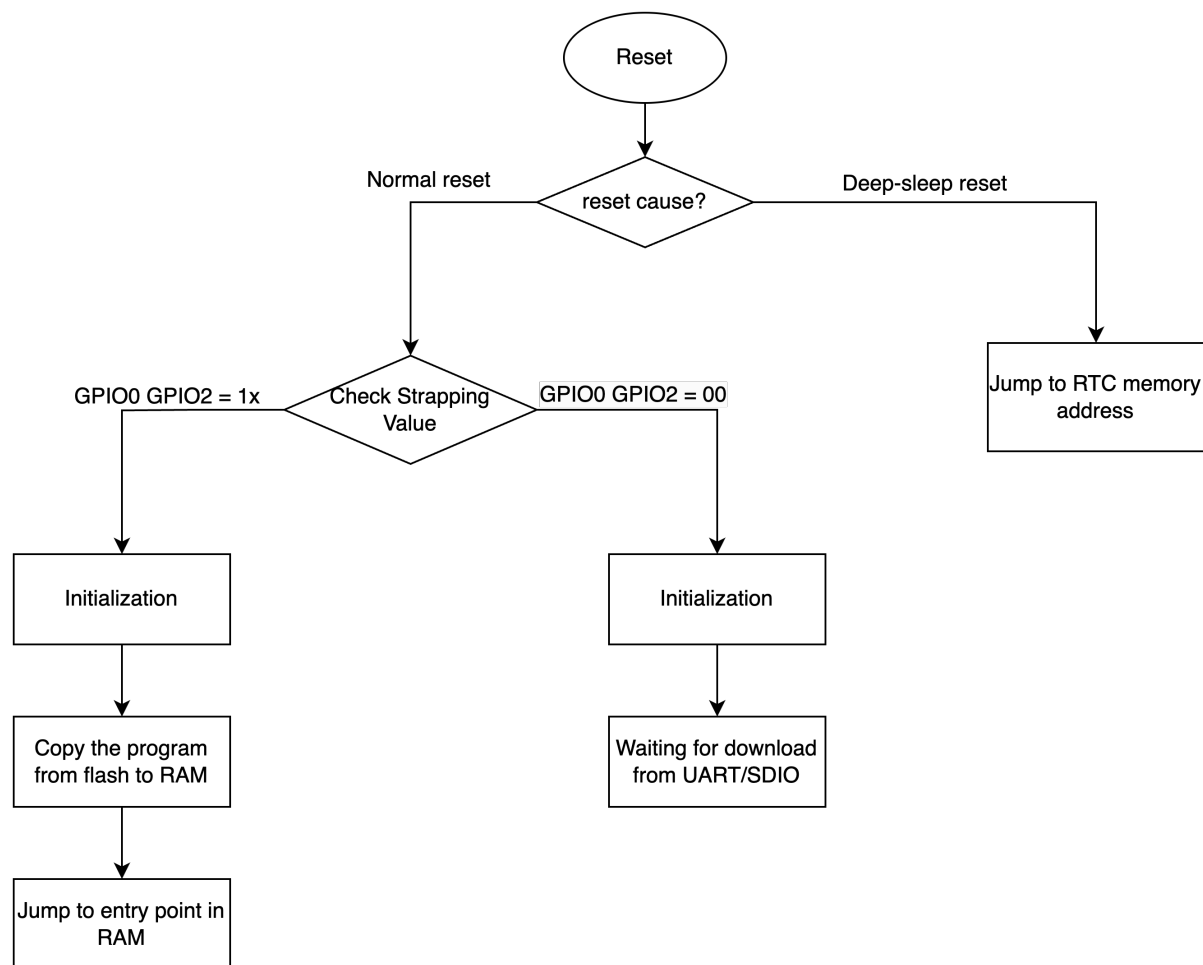 Reset
Normal reset
Deep-sleep reset
reset cause?
GPIO0 GPIO2 = 1x
Check Strapping
Value
GPIO0 GPIO2 = 00
Jump to RTC memory
address
Initialization
Initialization
Copy the program
from flash to RAM
Waiting for download
from UART/SDIO
Jump to entry point in
RAM